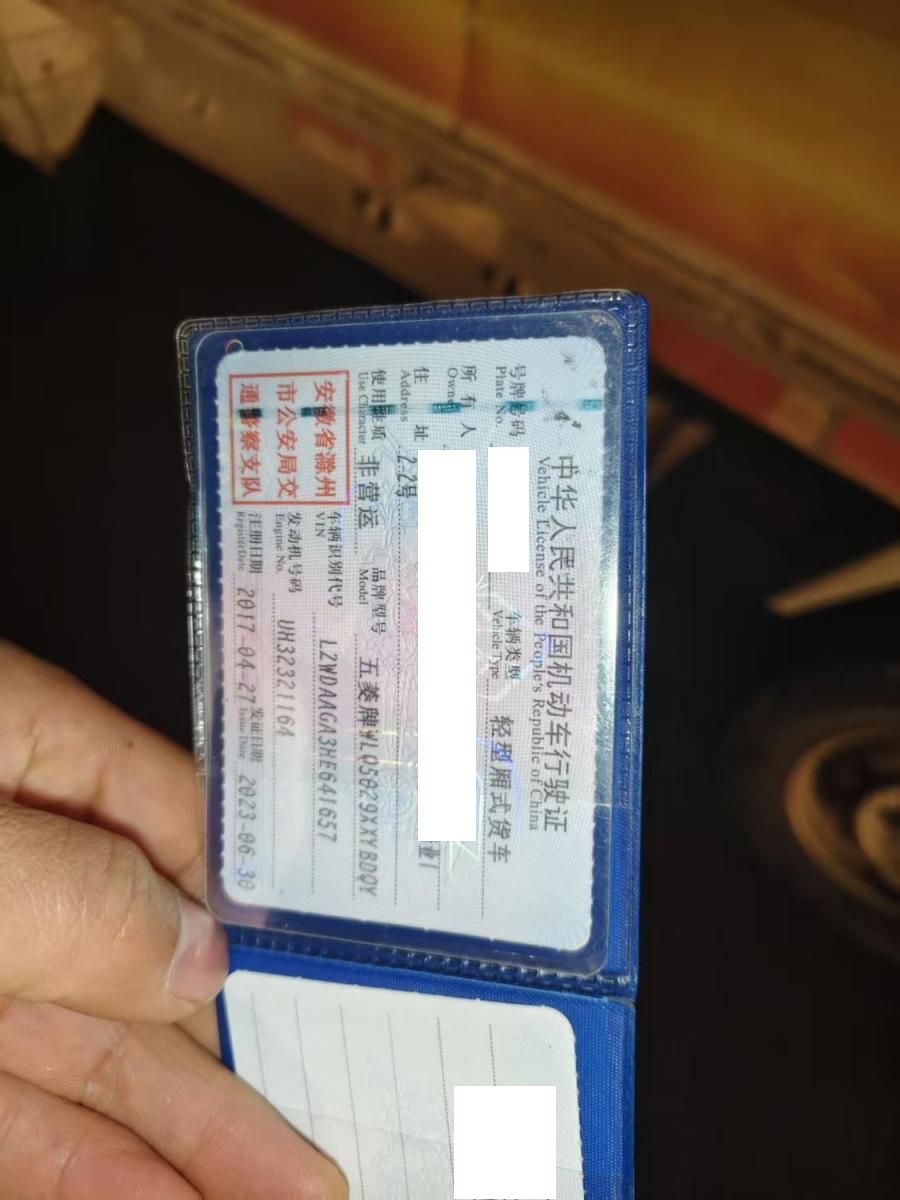 中华人民共和国机动车行驶证
Vehicle License of the People's Republic of China
号牌号码
Plate No.
车辆类型
Vehicle Type
轻型厢式货车
所有人
Owner
住址
Address
2-2号
使用性质
Use Character
非营运
品牌型号
Model
五菱牌WLQ5029XXYBDQY
安徽省滁州
市公安局交
通警察支队
车辆识别代号
VIN
LZWDAAGA3HE641657
发动机号码
Engine No.
UH32321164
注册日期
Register Date
2017-04-27
发证日期
Issue Date
2023-06-30